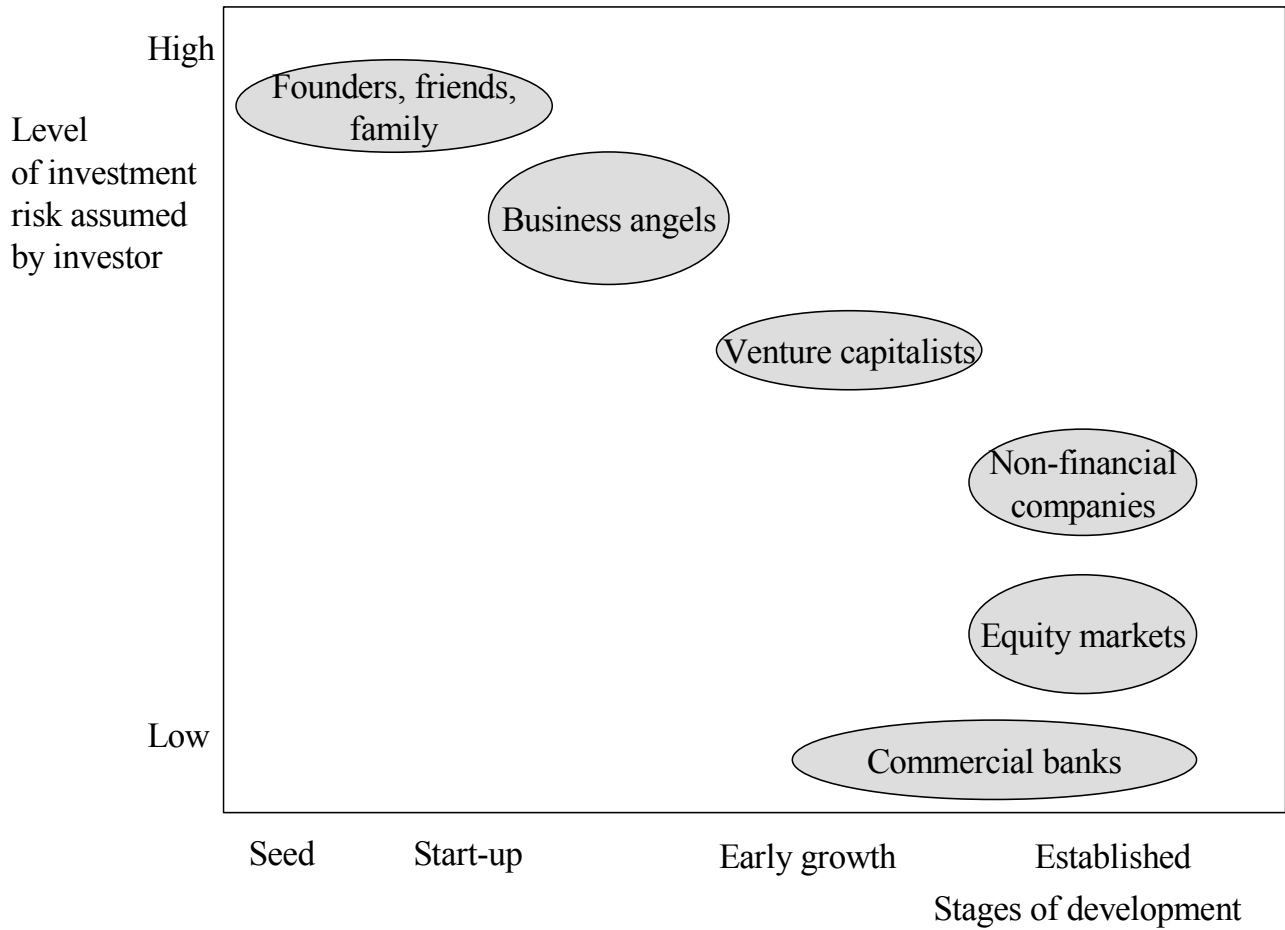 High
Level
of investment
risk assumed
by investor
Founders, friends,
family
Business angels
Venture capitalists
Non-financial
companies
Equity markets
Low
Commercial banks
Seed
Start-up
Early growth
Established
Stages of development